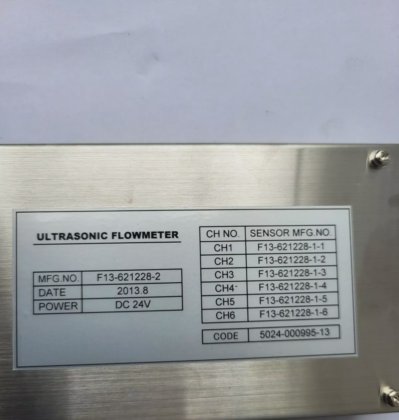 ULTRASONIC FLOWMETER
MFG.NO. F13-621228-2
DATE 2013.8
POWER DC 24V
CH NO. SENSOR MFG.NO.
CH1 F13-621228-1-1
CH2 F13-621228-1-2
CH3 F13-621228-1-3
CH4 F13-621228-1-4
CH5 F13-621228-1-5
CH6 F13-621228-1-6
CODE 5024-000995-13